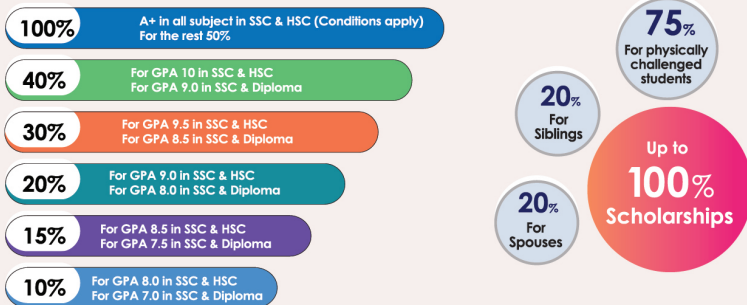 100%
A+ in all subject in SSC & HSC (Conditions apply)
For the rest 50%
40%
For GPA 10 in SSC & HSC
For GPA 9.0 in SSC & Diploma
30%
For GPA 9.5 in SSC & HSC
For GPA 8.5 in SSC & Diploma
20%
For GPA 9.0 in SSC & HSC
For GPA 8.0 in SSC & Diploma
15%
For GPA 8.5 in SSC & HSC
For GPA 7.5 in SSC & Diploma
10%
For GPA 8.0 in SSC & HSC
For GPA 7.0 in SSC & Diploma
75%
For physically
challenged
students
20%
For
Siblings
20%
For
Spouses
Up to
100%
Scholarships